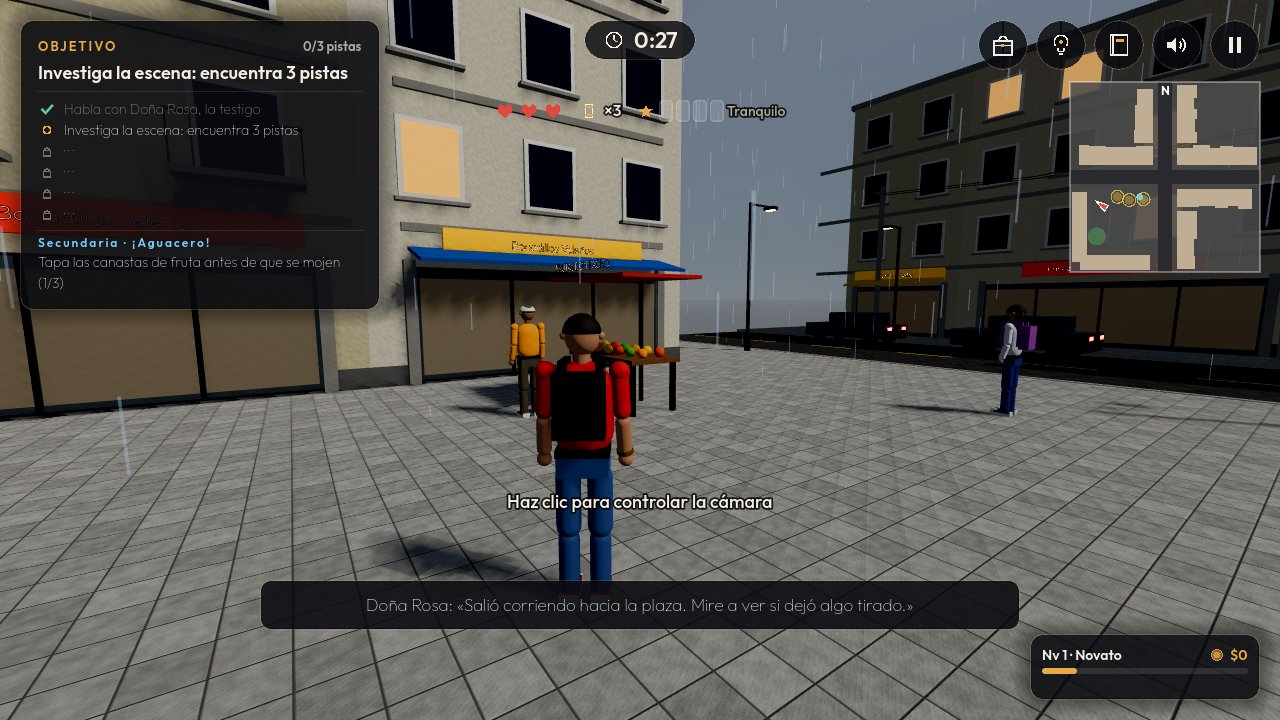 OBJETIVO
0/3 pistas
Investiga la escena: encuentra 3 pistas
Habla con Doña Rosa, la testigo
Investiga la escena: encuentra 3 pistas
...
...
...
...
Secundaria · ¡Aguacero!
Tapa las canastas de fruta antes de que se mojen
(1/3)
0:27
×3
Tranquilo
N
Haz clic para controlar la cámara
Doña Rosa: «Salió corriendo hacia la plaza. Mire a ver si dejó algo tirado.»
Nv 1 · Novato
$0